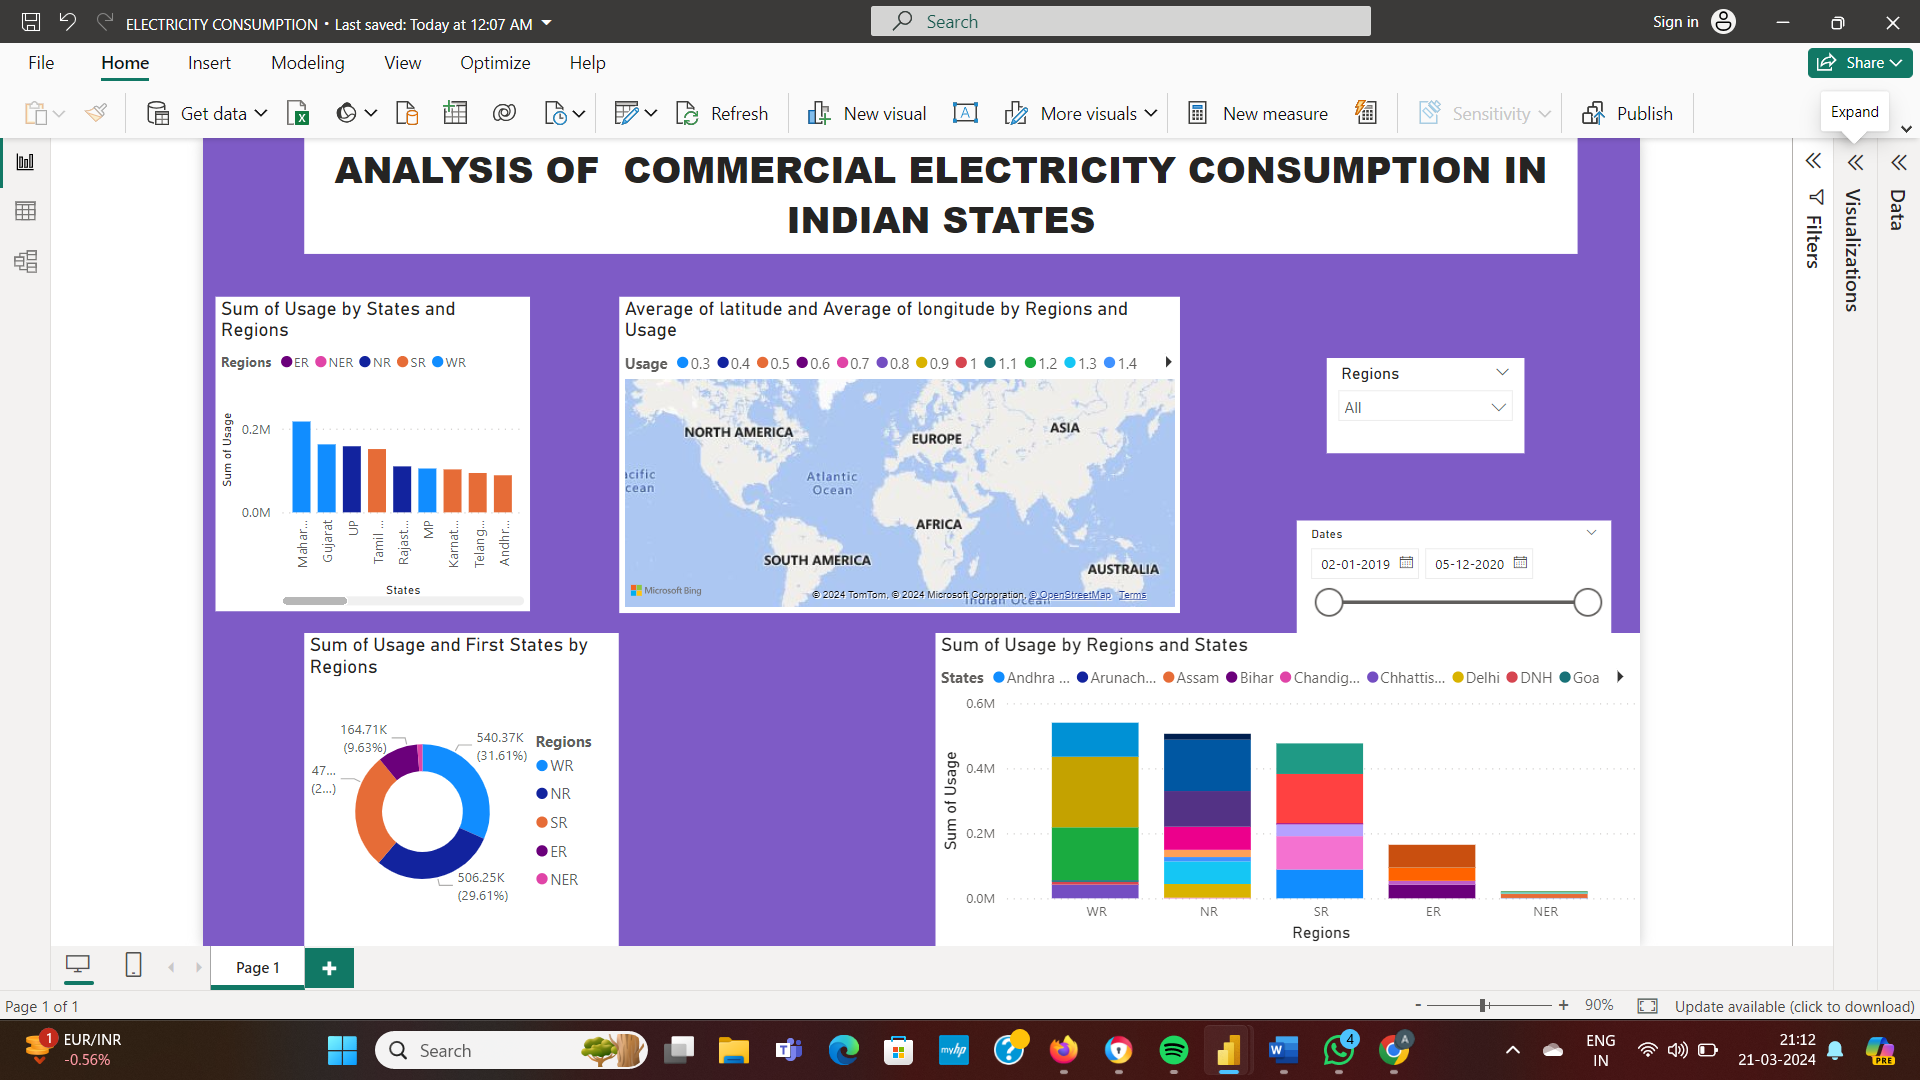 ELECTRICITY CONSUMPTION • Last saved: Today at 12:07 AM
Search
Sign in
File Home Insert Modeling View Optimize Help
Share
Get data Refresh New visual More visuals New measure Sensitivity Publish
Expand
ANALYSIS OF COMMERCIAL ELECTRICITY CONSUMPTION IN
INDIAN STATES
Filters
Visualizations
Data
Sum of Usage by States and
Regions
Regions ER NER NR SR WR
Sum of Usage
0.2M
0.0M
Mahar...
Gujarat
UP
Tamil ...
Rajast...
MP
Karnat...
Telang...
Andhr...
States
Average of latitude and Average of longitude by Regions and
Usage
Usage 0.3 0.4 0.5 0.6 0.7 0.8 0.9 1 1.1 1.2 1.3 1.4
NORTH AMERICA
EUROPE
ASIA
acific
cean
Atlantic
Ocean
AFRICA
SOUTH AMERICA
AUSTRALIA
Indian Ocean
Microsoft Bing
© 2024 TomTom, © 2024 Microsoft Corporation, © OpenStreetMap Terms
Regions
All
Dates
02-01-2019 05-12-2020
Sum of Usage and First States by
Regions
164.71K
(9.63%)
540.37K
(31.61%)
47...
(2...)
506.25K
(29.61%)
Regions
WR
NR
SR
ER
NER
Sum of Usage by Regions and States
States Andhra ... Arunach... Assam Bihar Chandig... Chhattis... Delhi DNH Goa
Sum of Usage
0.6M
0.4M
0.2M
0.0M
WR NR SR ER NER
Regions
Page 1
+
Page 1 of 1
- + 90%
Update available (click to download)
1
EUR/INR
-0.56%
Search
myhp
4
A
ENG
IN
21:12
21-03-2024
PRE